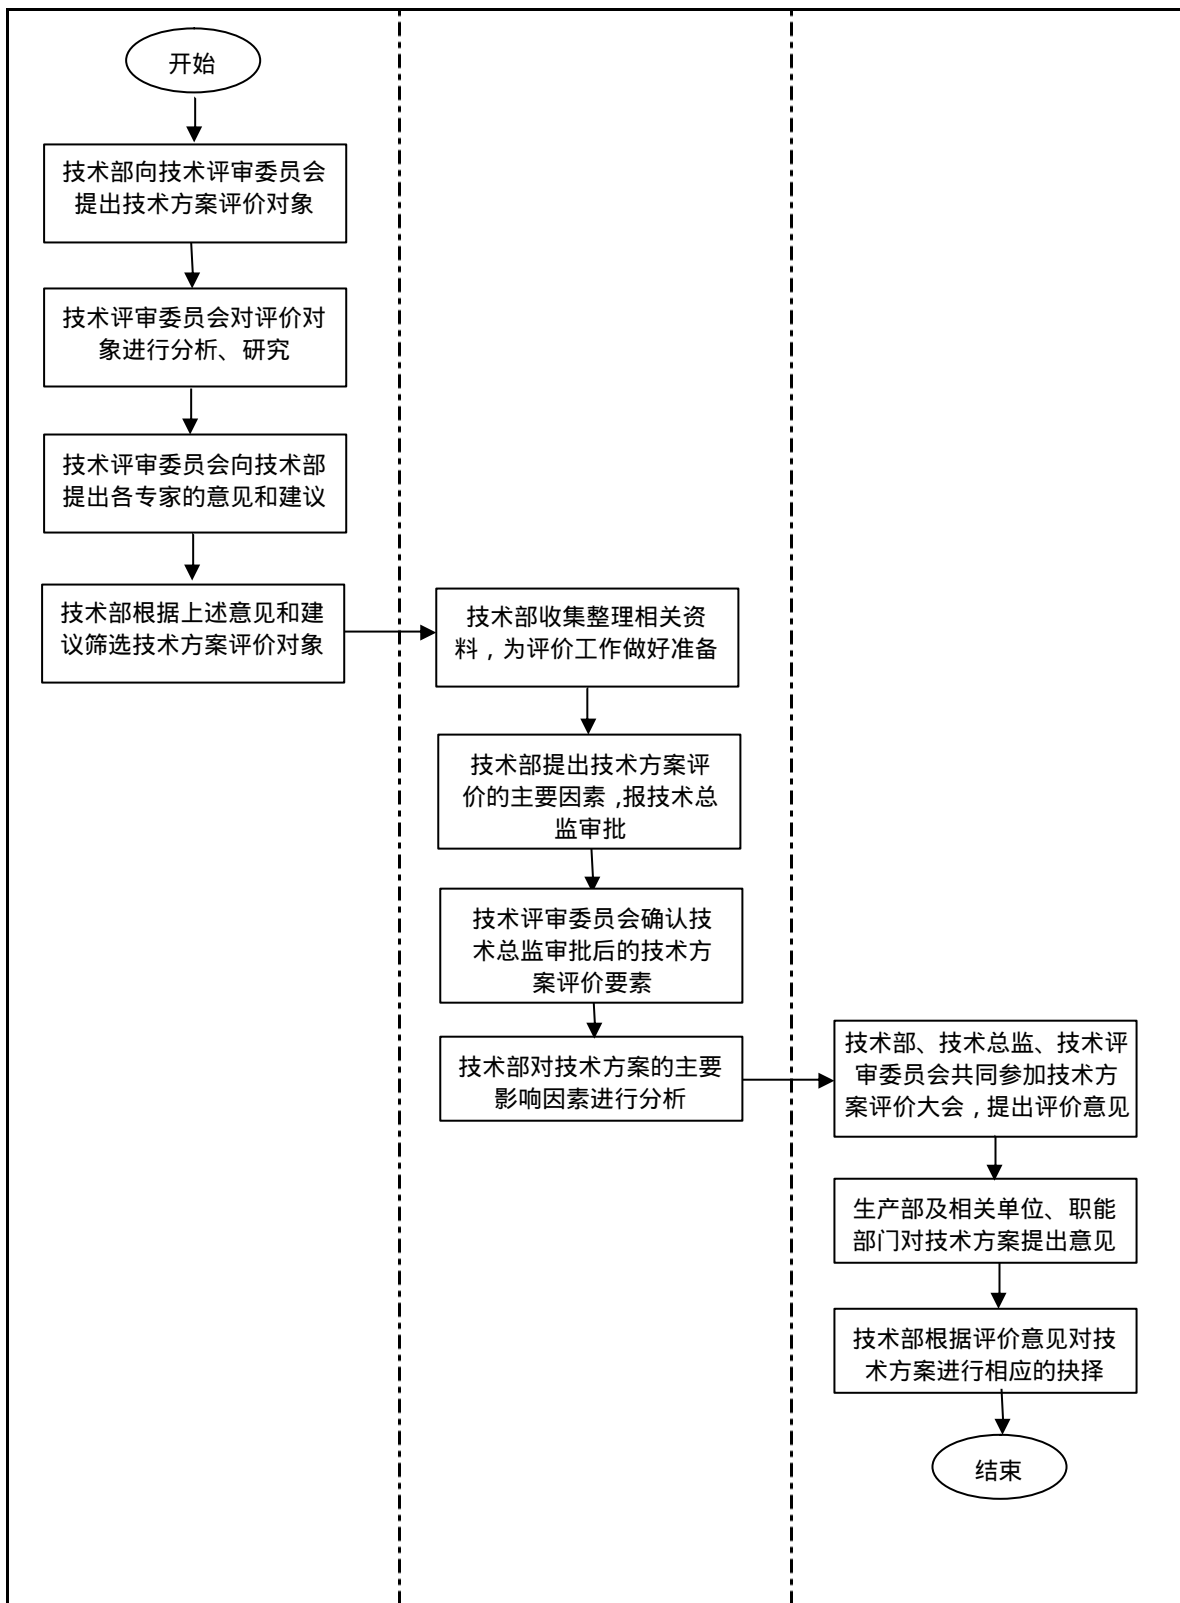 开始
技术部向技术评审委员会
提出技术方案评价对象
技术评审委员会对评价对
象进行分析、研究
技术评审委员会向技术部
提出各专家的意见和建议
技术部根据上述意见和建
议筛选技术方案评价对象
技术部收集整理相关资
料，为评价工作做好准备
技术部提出技术方案评
价的主要因素,报技术总
监审批
技术评审委员会确认技
术总监审批后的技术方
案评价要素
技术部对技术方案的主要
影响因素进行分析
技术部、技术总监、技术评
审委员会共同参加技术方
案评价大会，提出评价意见
生产部及相关单位、职能
部门对技术方案提出意见
技术部根据评价意见对技
术方案进行相应的抉择
结束